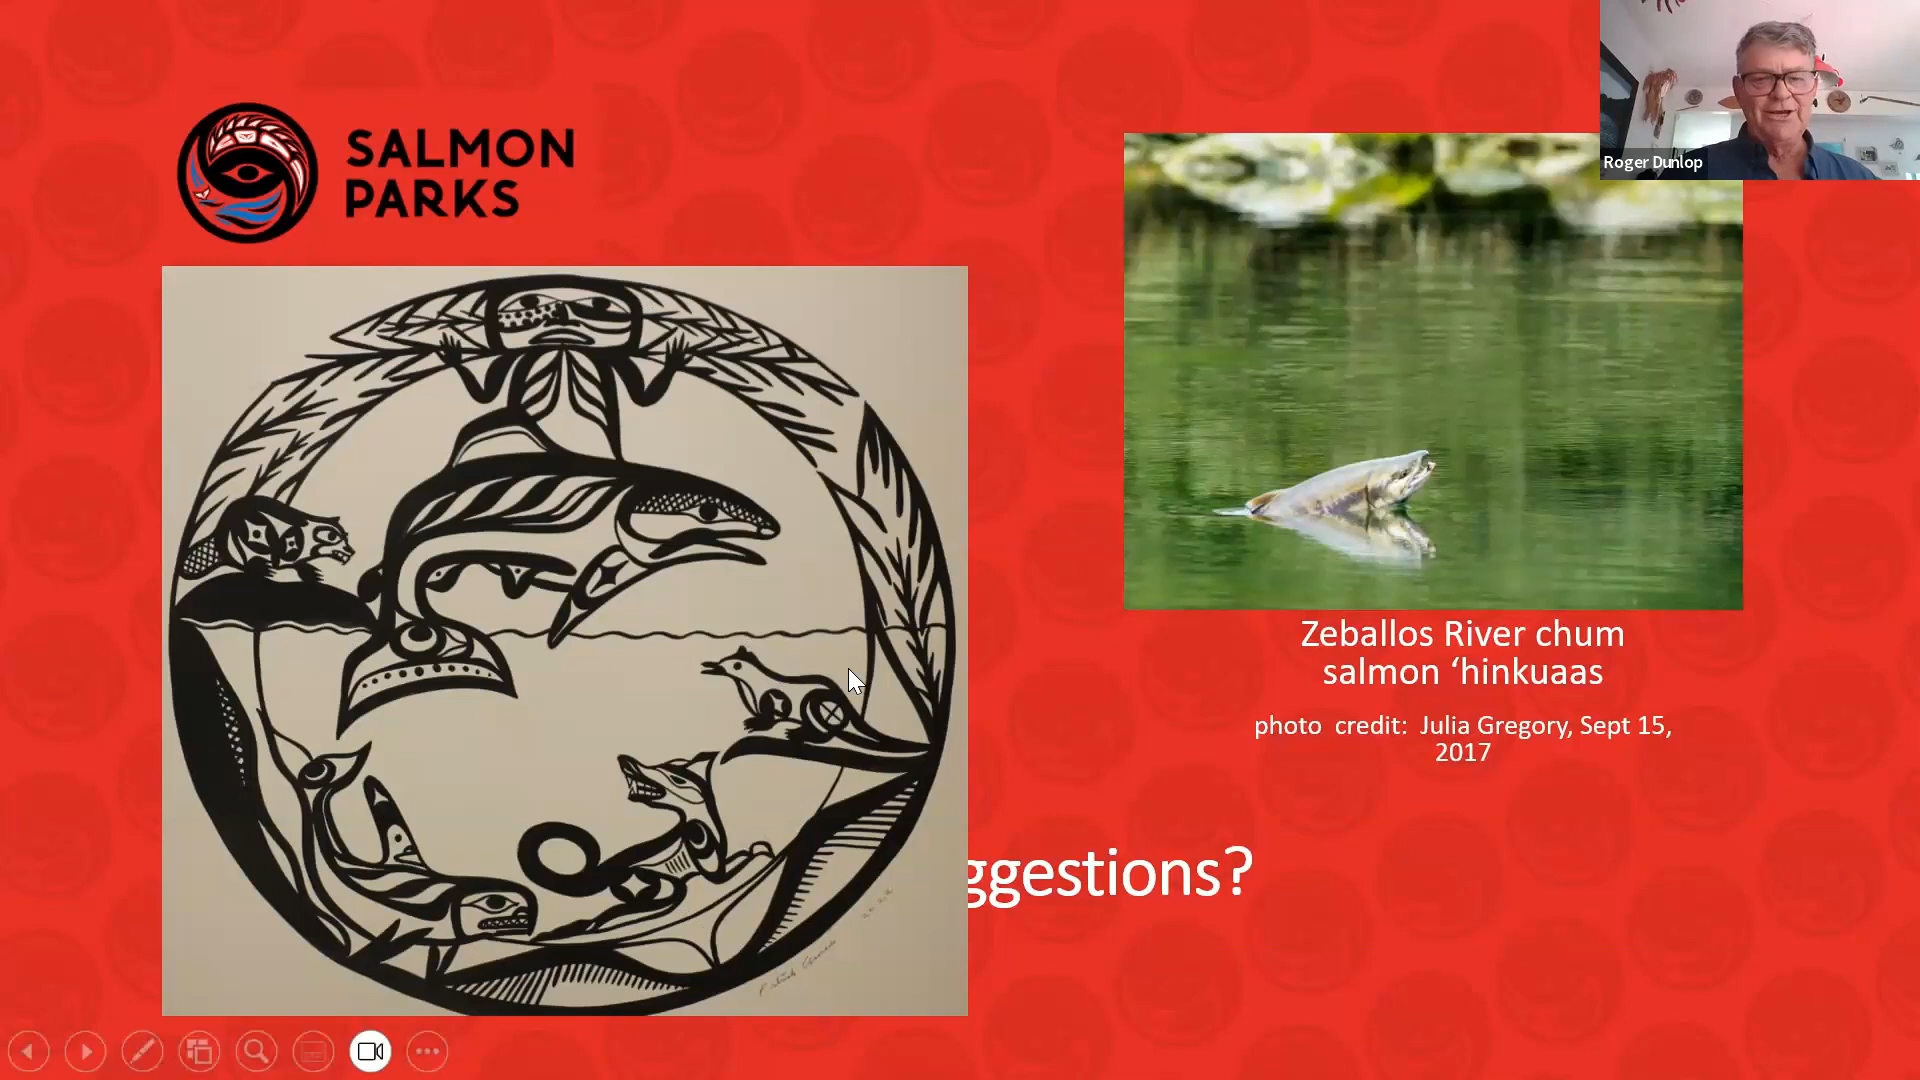 SALMON
PARKS
Roger Dunlop
Zeballos River chum
salmon ‘hinkuaas
photo credit: Julia Gregory, Sept 15,
2017
ggestions?